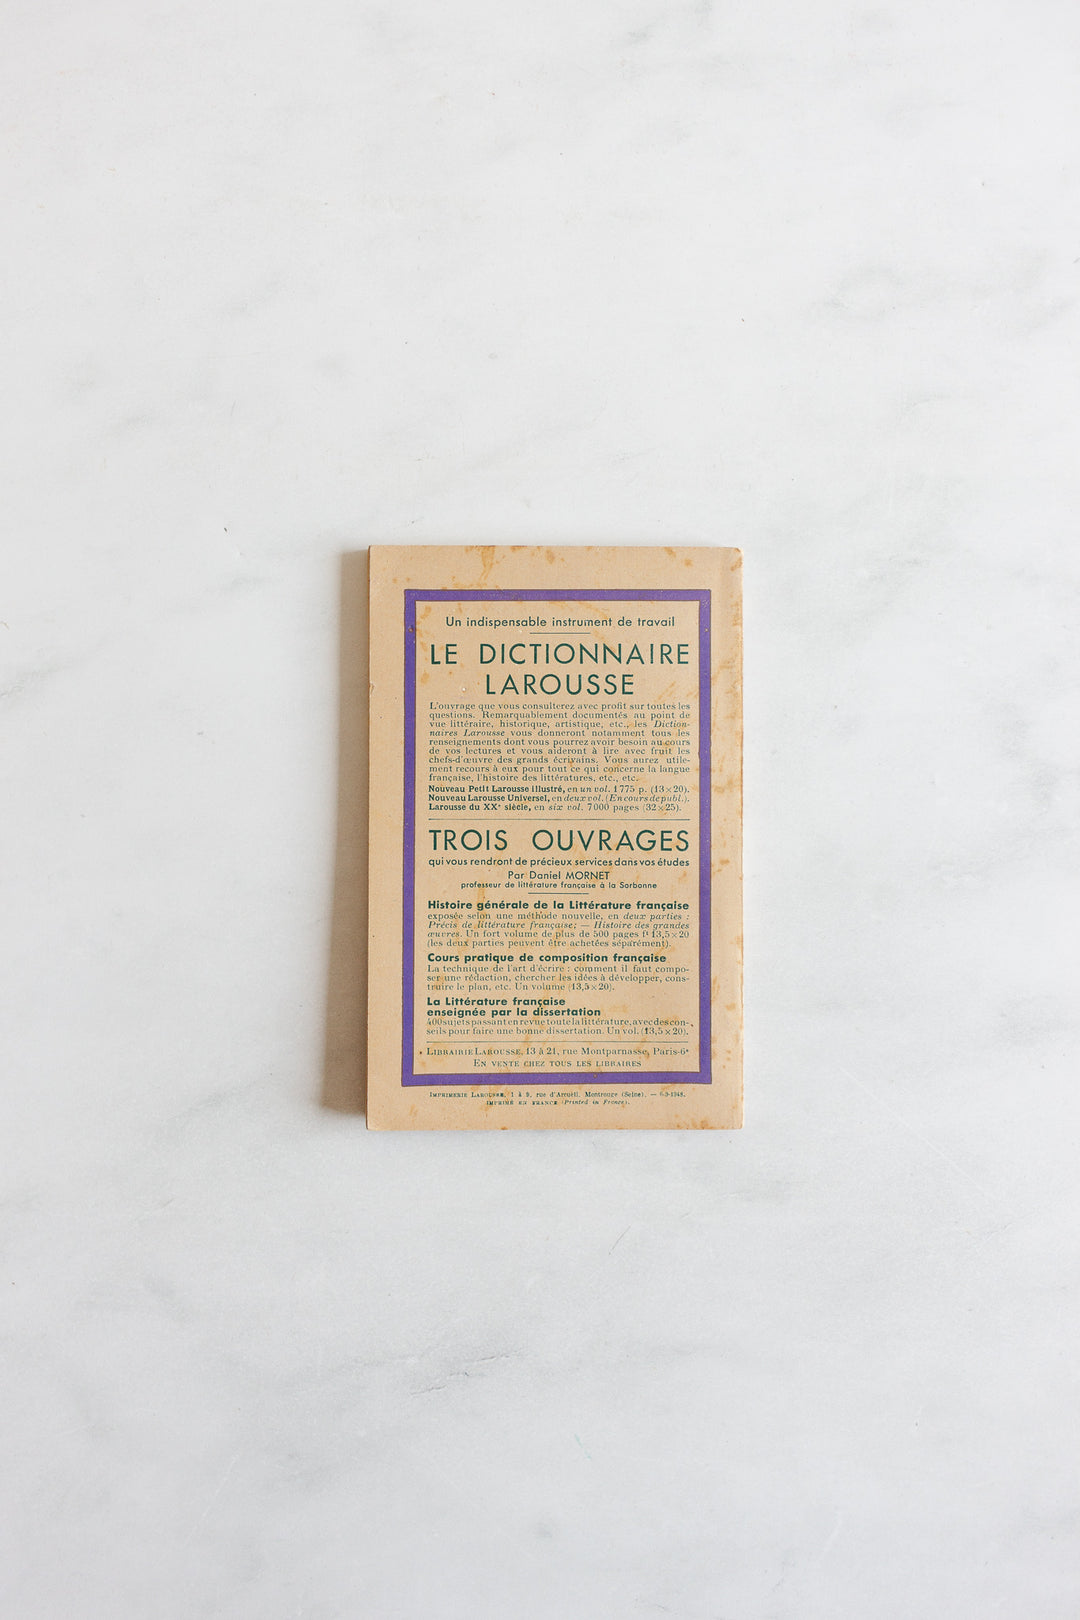 Un indispensable instrument de travail
LE DICTIONNAIRE
LAROUSSE
L'ouvrage que vous consulterez avec profit sur toutes les
questions. Remarquablement documentés au point de
vue littéraire, historique, artistique, etc., les Diction-
naires Larousse vous donneront notamment tous les
renseignements dont vous pourrez avoir besoin au cours
de vos lectures et vous aideront à lire avec fruit les
chefs-d'œuvre des grands écrivains. Vous aurez utile-
ment recours à eux pour tout ce qui concerne la langue
française, l'histoire des littératures, etc., etc.
Nouveau Petit Larousse illustré, en un vol. 1775 p. (13×20).
Nouveau Larousse Universel, en deux vol. (En cours de publ.).
Larousse du XXe siècle, en six vol. 7000 pages (32×25).
TROIS OUVRAGES
qui vous rendront de précieux services dans vos études
Par Daniel MORNET
professeur de littérature française à la Sorbonne
Histoire générale de la Littérature française
exposée selon une méthode nouvelle, en deux parties :
Précis de littérature française; — Histoire des grandes
œuvres. Un fort volume de plus de 500 pages 13,5×20
(les deux parties peuvent être achetées séparément).
Cours pratique de composition française
La technique de l'art d'écrire : comment il faut compo-
ser une rédaction, chercher les idées à développer, cons-
truire le plan, etc. Un volume (13,5×20).
La Littérature française
enseignée par la dissertation
400 sujets passant en revue toute la littérature, avec des con-
seils pour faire une bonne dissertation. Un vol. (13,5×20).
LIBRAIRIE LAROUSSE, 13 à 21, rue Montparnasse, Paris-6e
EN VENTE CHEZ TOUS LES LIBRAIRES
IMPRIMERIE LAROUSSE, 1 à 9, rue d'Arcueil, Montrouge (Seine). — 6-9-1948.
IMPRIMÉ EN FRANCE (Printed in France).